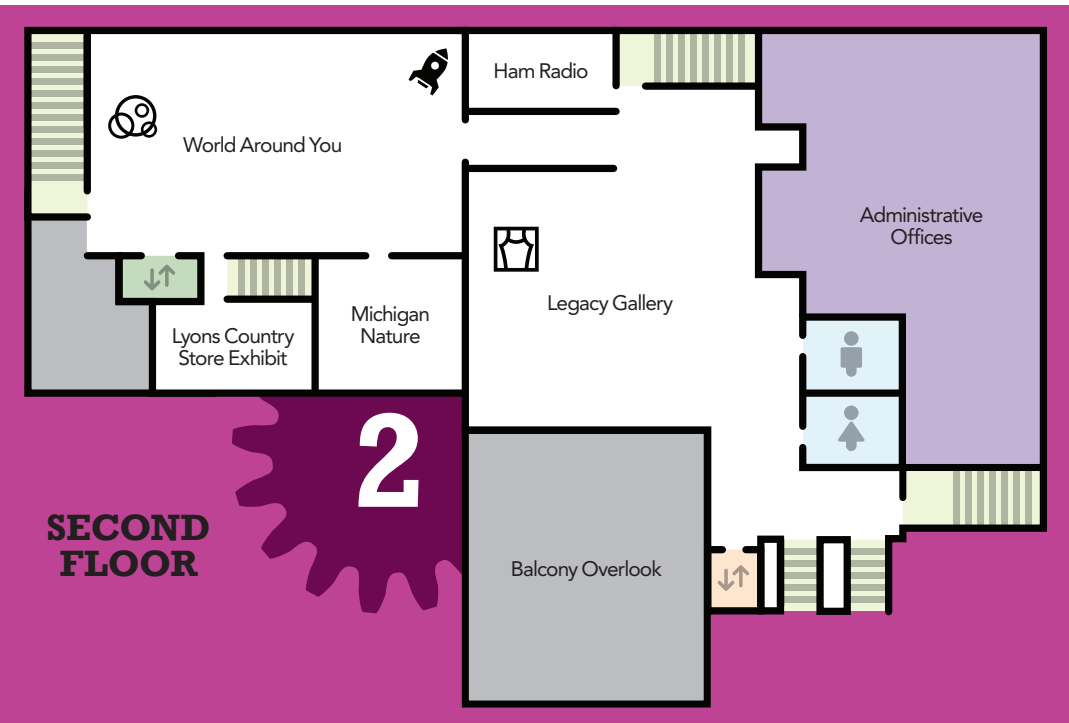 Ham Radio
World Around You
Administrative
Offices
Legacy Gallery
Michigan
Nature
Lyons Country
Store Exhibit
2
SECOND
FLOOR
Balcony Overlook